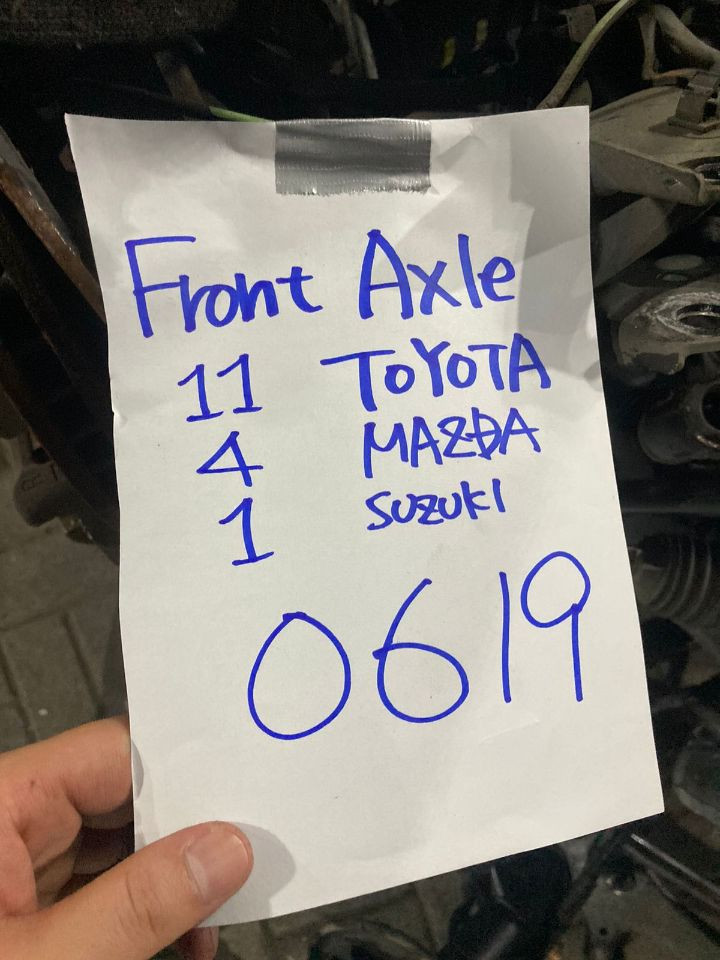 Front Axle
11 TOYOTA
4 MAZDA
1 SUZUKI
0619